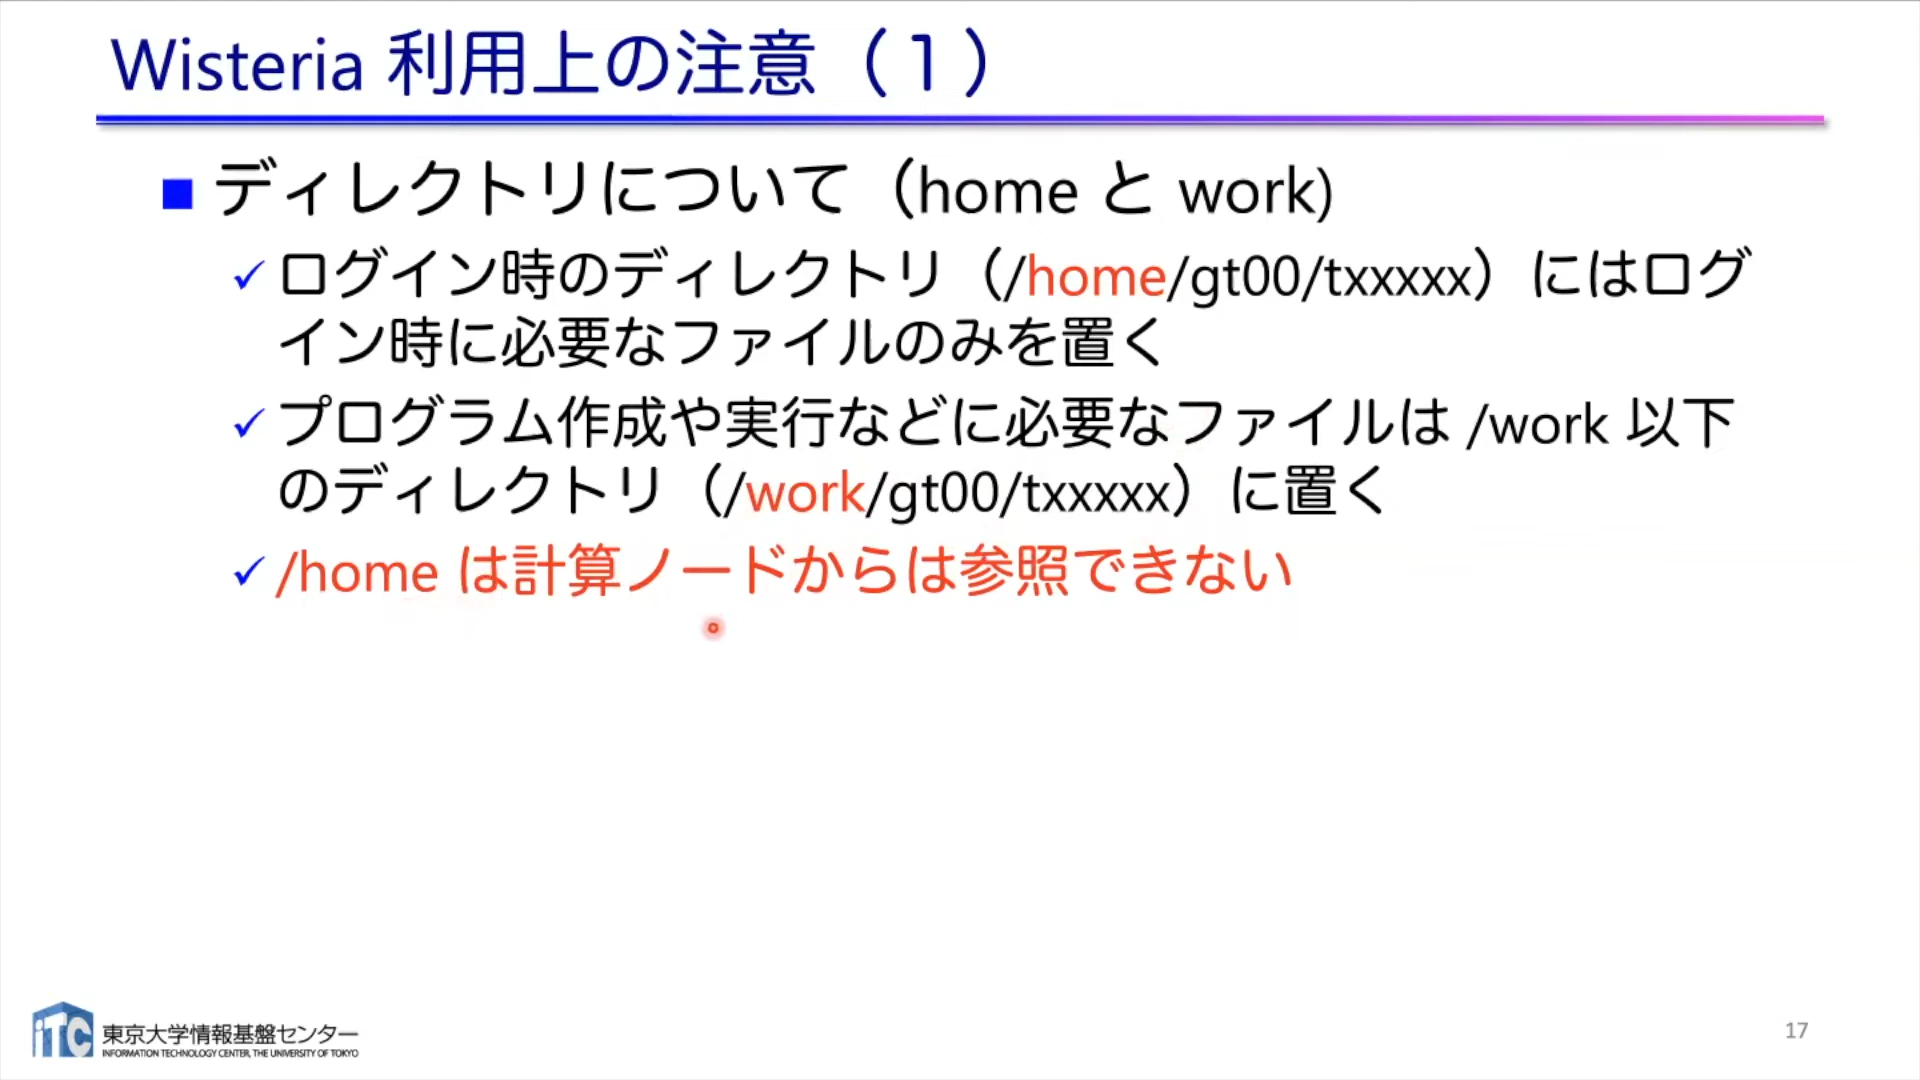 Wisteria 利用上の注意（１）
ディレクトリについて（home と work)
ログイン時のディレクトリ（/home/gt00/txxxxx）にはログ
イン時に必要なファイルのみを置く
プログラム作成や実行などに必要なファイルは /work 以下
のディレクトリ（/work/gt00/txxxxx）に置く
/home は計算ノードからは参照できない
iTC 東京大学情報基盤センター
INFORMATION TECHNOLOGY CENTER, THE UNIVERSITY OF TOKYO
17